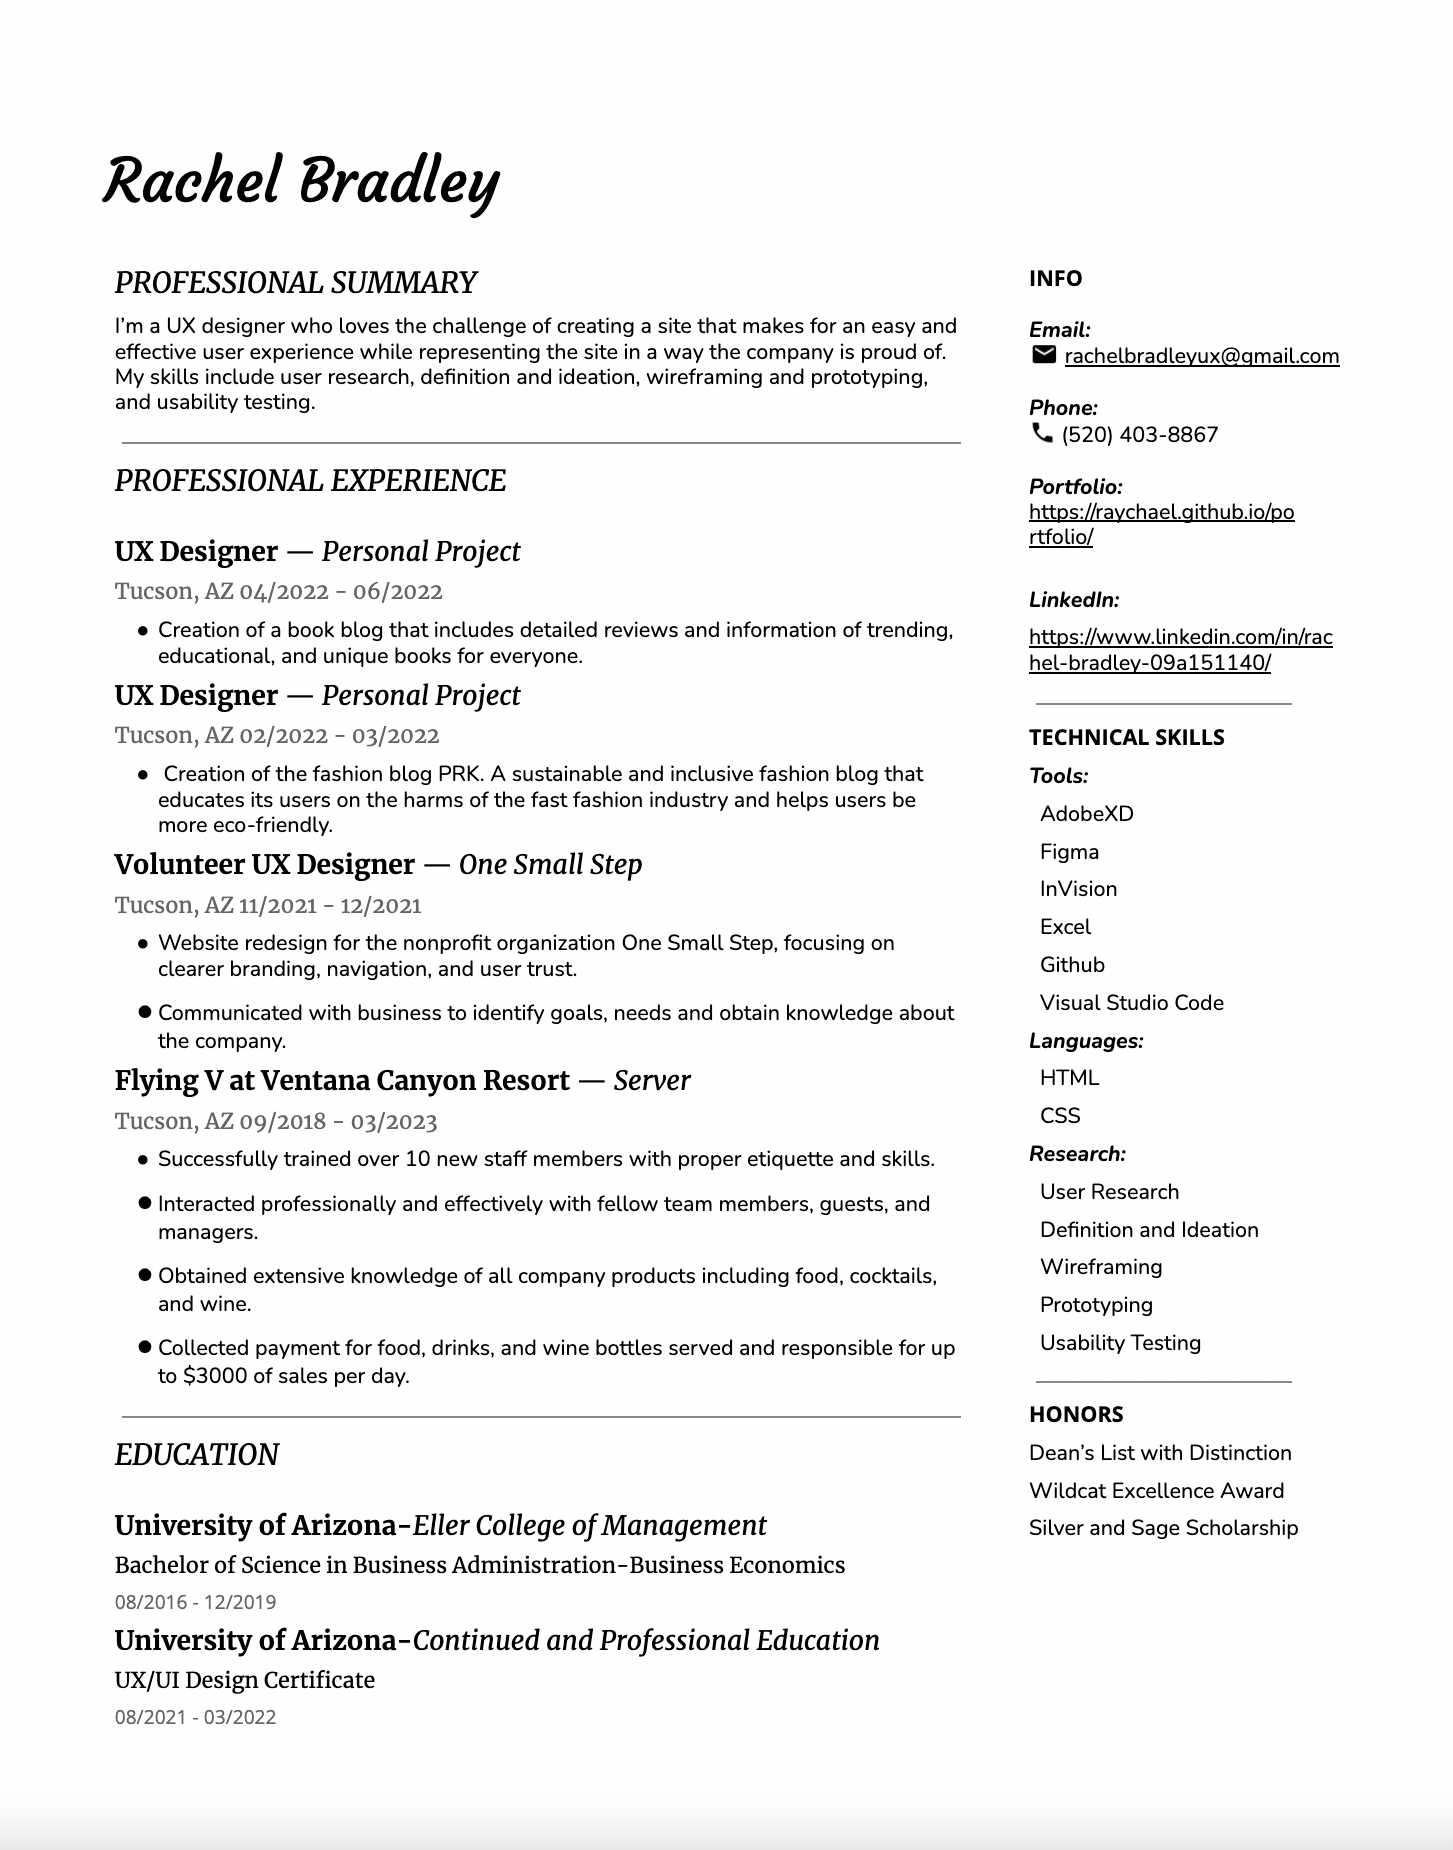 Rachel Bradley
PROFESSIONAL SUMMARY
I’m a UX designer who loves the challenge of creating a site that makes for an easy and
effective user experience while representing the site in a way the company is proud of.
My skills include user research, definition and ideation, wireframing and prototyping,
and usability testing.
PROFESSIONAL EXPERIENCE
UX Designer — Personal Project
Tucson, AZ 04/2022 - 06/2022
● Creation of a book blog that includes detailed reviews and information of trending,
educational, and unique books for everyone.
UX Designer — Personal Project
Tucson, AZ 02/2022 - 03/2022
● Creation of the fashion blog PRK. A sustainable and inclusive fashion blog that
educates its users on the harms of the fast fashion industry and helps users be
more eco-friendly.
Volunteer UX Designer — One Small Step
Tucson, AZ 11/2021 - 12/2021
● Website redesign for the nonprofit organization One Small Step, focusing on
clearer branding, navigation, and user trust.
● Communicated with business to identify goals, needs and obtain knowledge about
the company.
Flying V at Ventana Canyon Resort — Server
Tucson, AZ 09/2018 - 03/2023
● Successfully trained over 10 new staff members with proper etiquette and skills.
● Interacted professionally and effectively with fellow team members, guests, and
managers.
● Obtained extensive knowledge of all company products including food, cocktails,
and wine.
● Collected payment for food, drinks, and wine bottles served and responsible for up
to $3000 of sales per day.
EDUCATION
University of Arizona-Eller College of Management
Bachelor of Science in Business Administration-Business Economics
08/2016 - 12/2019
University of Arizona-Continued and Professional Education
UX/UI Design Certificate
08/2021 - 03/2022
INFO
Email:
rachelbradleyux@gmail.com
Phone:
(520) 403-8867
Portfolio:
https://raychael.github.io/po
rtfolio/
LinkedIn:
https://www.linkedin.com/in/rac
hel-bradley-09a151140/
TECHNICAL SKILLS
Tools:
AdobeXD
Figma
InVision
Excel
Github
Visual Studio Code
Languages:
HTML
CSS
Research:
User Research
Definition and Ideation
Wireframing
Prototyping
Usability Testing
HONORS
Dean’s List with Distinction
Wildcat Excellence Award
Silver and Sage Scholarship